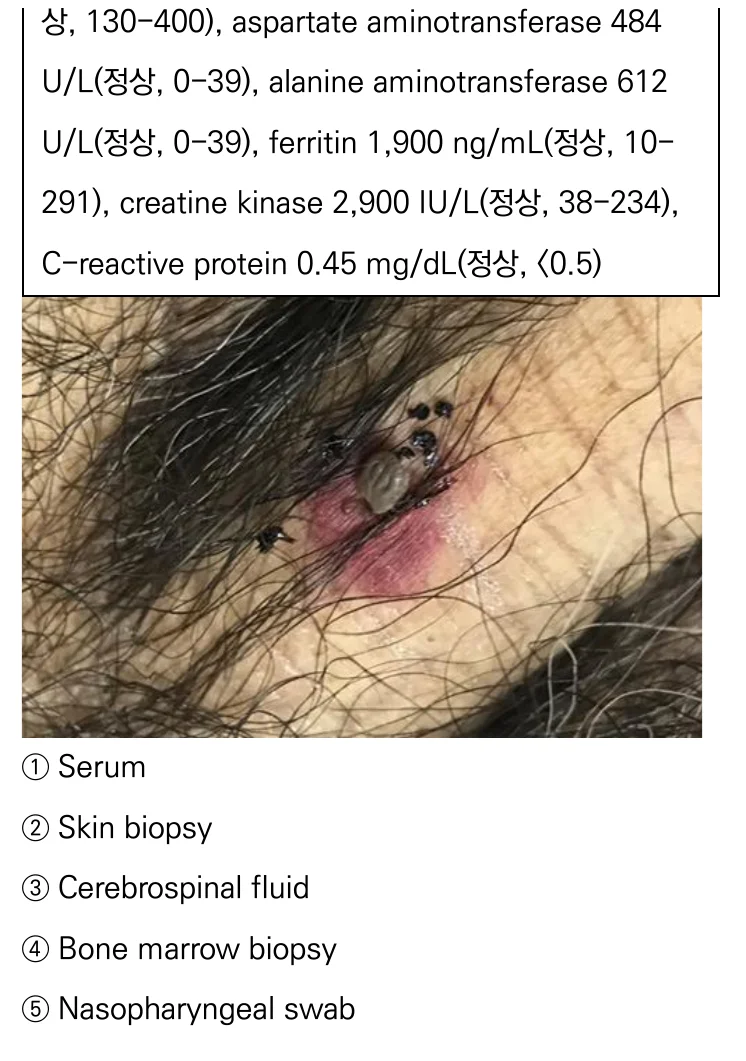 상, 130-400), aspartate aminotransferase 484
U/L(정상, 0-39), alanine aminotransferase 612
U/L(정상, 0-39), ferritin 1,900 ng/mL(정상, 10-
291), creatine kinase 2,900 IU/L(정상, 38-234),
C-reactive protein 0.45 mg/dL(정상, <0.5)
① Serum
② Skin biopsy
③ Cerebrospinal fluid
④ Bone marrow biopsy
⑤ Nasopharyngeal swab